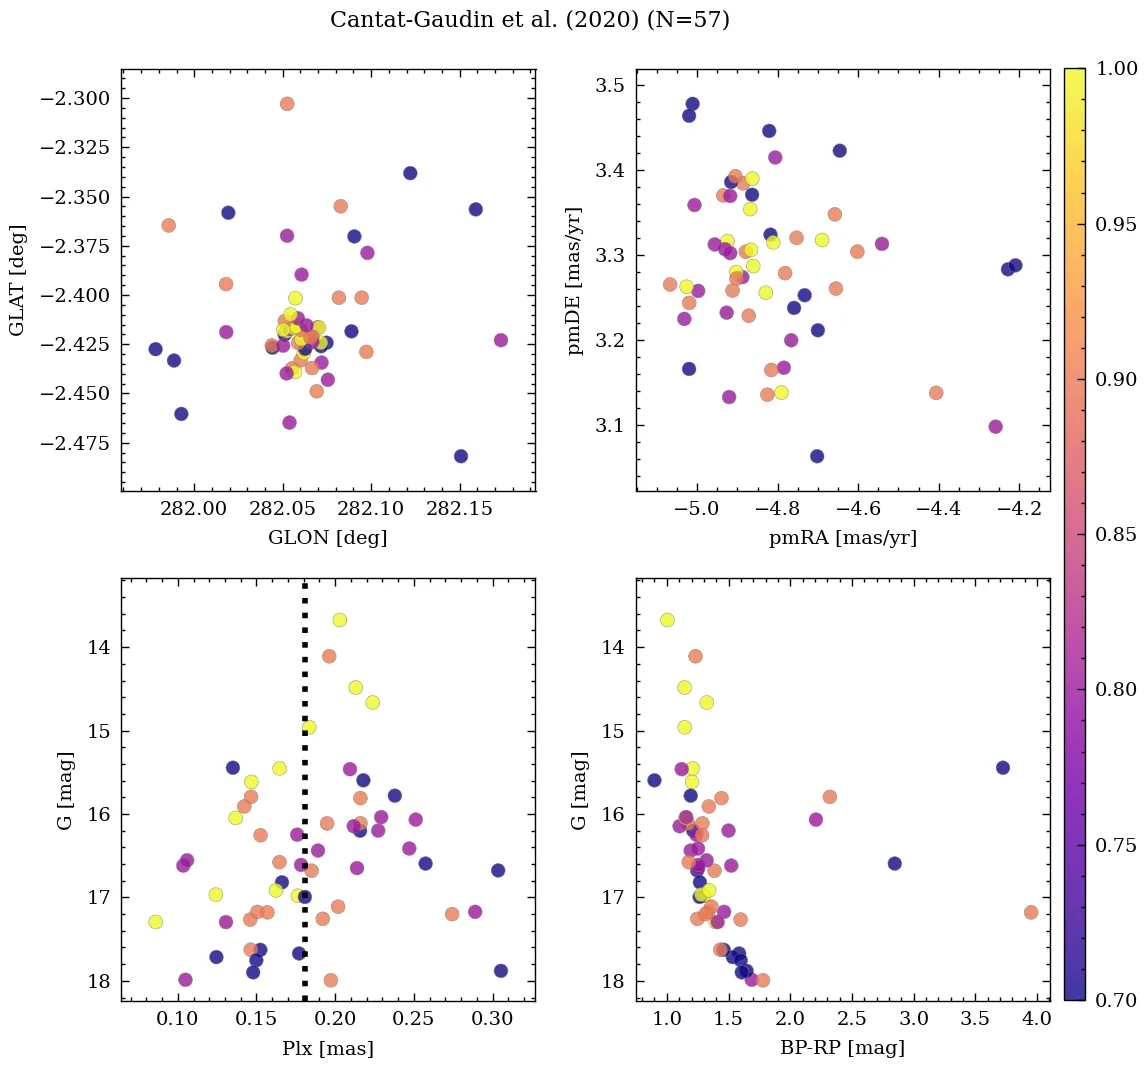 Cantat-Gaudin et al. (2020) (N=57)
GLAT [deg]
−2.300
−2.325
−2.350
−2.375
−2.400
−2.425
−2.450
−2.475
282.00 282.05 282.10 282.15
GLON [deg]
pmDE [mas/yr]
3.5
3.4
3.3
3.2
3.1
−5.0 −4.8 −4.6 −4.4 −4.2
pmRA [mas/yr]
G [mag]
14
15
16
17
18
0.10 0.15 0.20 0.25 0.30
Plx [mas]
G [mag]
14
15
16
17
18
1.0 1.5 2.0 2.5 3.0 3.5 4.0
BP-RP [mag]
1.00
0.95
0.90
0.85
0.80
0.75
0.70